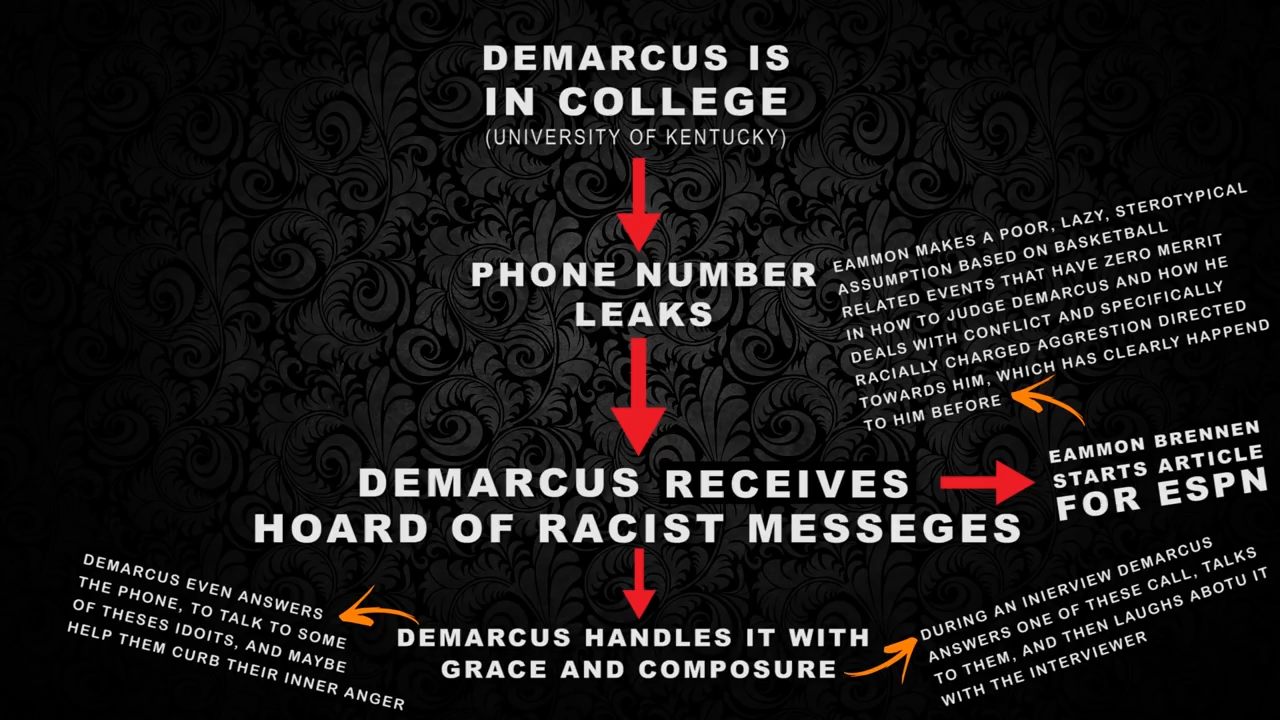 DEMARCUS IS
IN COLLEGE
(UNIVERSITY OF KENTUCKY)
PHONE NUMBER
LEAKS
EAMMON MAKES A POOR, LAZY, STEROTYPICAL
ASSUMPTION BASED ON BASKETBALL
RELATED EVENTS THAT HAVE ZERO MERRIT
IN HOW TO JUDGE DEMARCUS AND HOW HE
DEALS WITH CONFLICT AND SPECIFICALLY
RACIALLY CHARGED AGGRESTION DIRECTED
TOWARDS HIM, WHICH HAS CLEARLY HAPPEND
TO HIM BEFORE
DEMARCUS RECEIVES
HOARD OF RACIST MESSEGES
EAMMON BRENNEN
STARTS ARTICLE
FOR ESPN
DEMARCUS HANDLES IT WITH
GRACE AND COMPOSURE
DEMARCUS EVEN ANSWERS
THE PHONE, TO TALK TO SOME
OF THESES IDOITS, AND MAYBE
HELP THEM CURB THEIR INNER ANGER
DURING AN INIERVIEW DEMARCUS
ANSWERS ONE OF THESE CALL, TALKS
TO THEM, AND THEN LAUGHS ABOTU IT
WITH THE INTERVIEWER